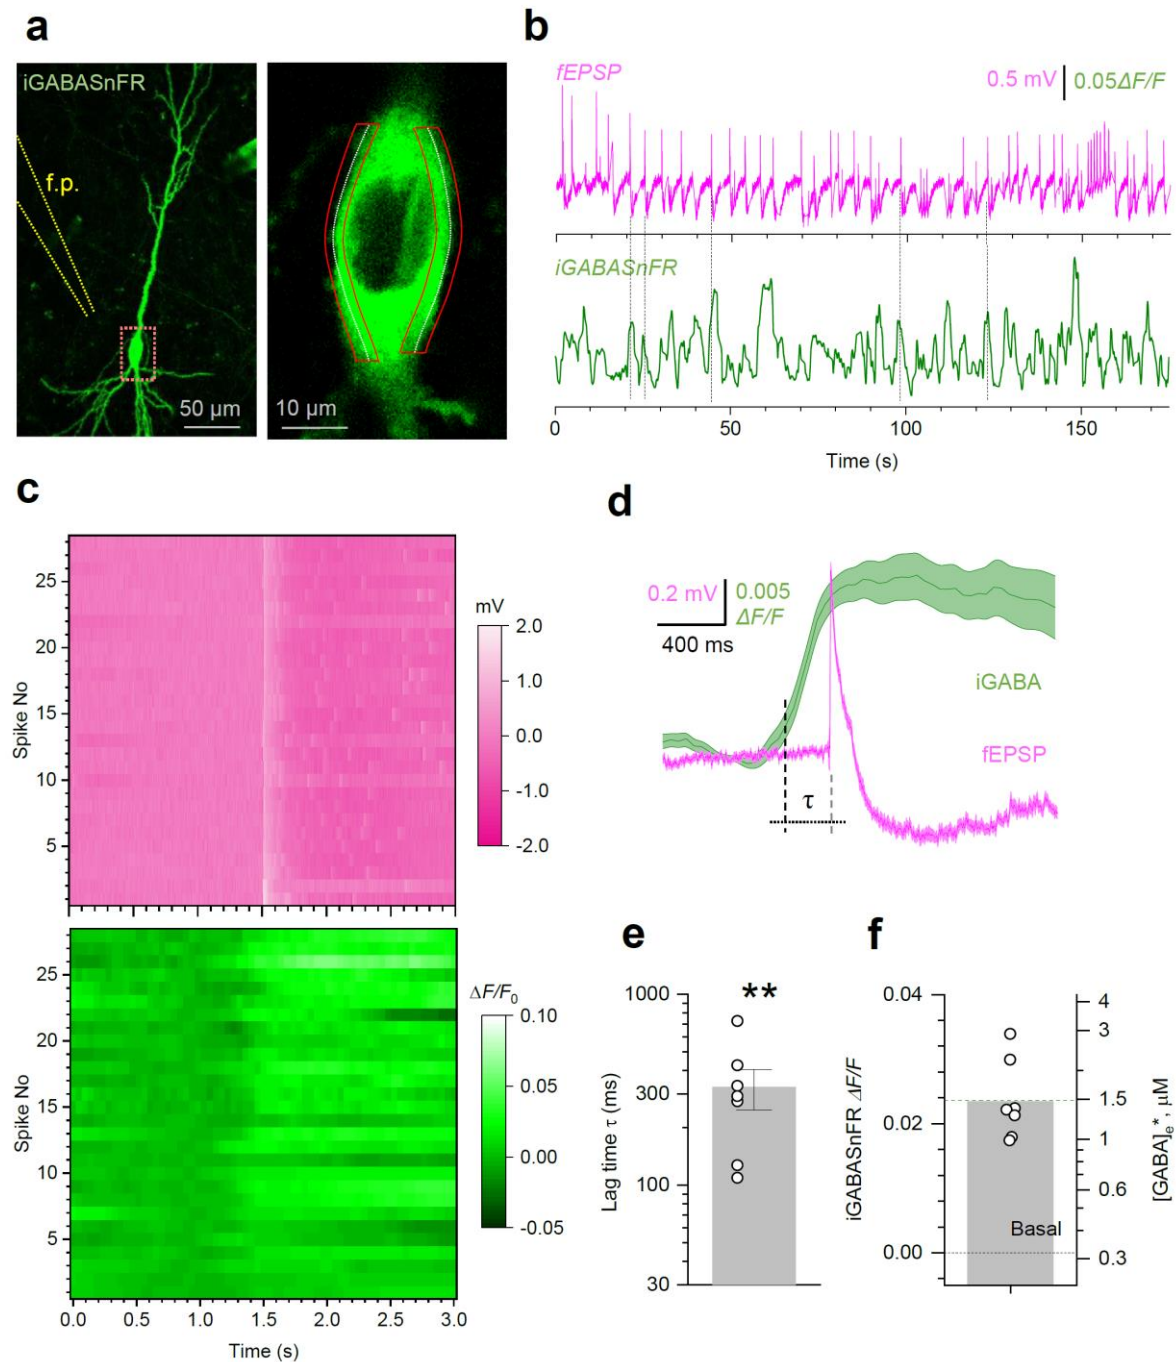 a
iGABASnFR
f.p.
50 µm
10 µm
b
fEPSP
0.5 mV
0.05ΔF/F
iGABASnFR
0
50
100
150
Time (s)
c
Spike No
25
20
15
10
5
mV
2.0
1.0
0.0
-1.0
-2.0
Spike No
25
20
15
10
5
ΔF/F0
0.10
0.05
0.00
-0.05
0.0
0.5
1.0
1.5
2.0
2.5
3.0
Time (s)
d
0.2 mV
0.005
ΔF/F
400 ms
iGABA
fEPSP
τ
e
Lag time τ (ms)
1000
300
100
30
**
f
iGABASnFR ΔF/F
0.04
0.02
0.00
Basal
4
3
1.5
1
0.6
0.3
[GABA]e*, µM